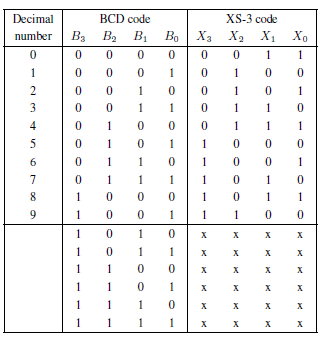 Decimal BCD code XS-3 code
number B3 B2 B1 B0 X3 X2 X1 X0
0 0 0 0 0 0 0 1 1
1 0 0 0 1 0 1 0 0
2 0 0 1 0 0 1 0 1
3 0 0 1 1 0 1 1 0
4 0 1 0 0 0 1 1 1
5 0 1 0 1 1 0 0 0
6 0 1 1 0 1 0 0 1
7 0 1 1 1 1 0 1 0
8 1 0 0 0 1 0 1 1
9 1 0 0 1 1 1 0 0
1 0 1 0 x x x x
1 0 1 1 x x x x
1 1 0 0 x x x x
1 1 0 1 x x x x
1 1 1 0 x x x x
1 1 1 1 x x x x